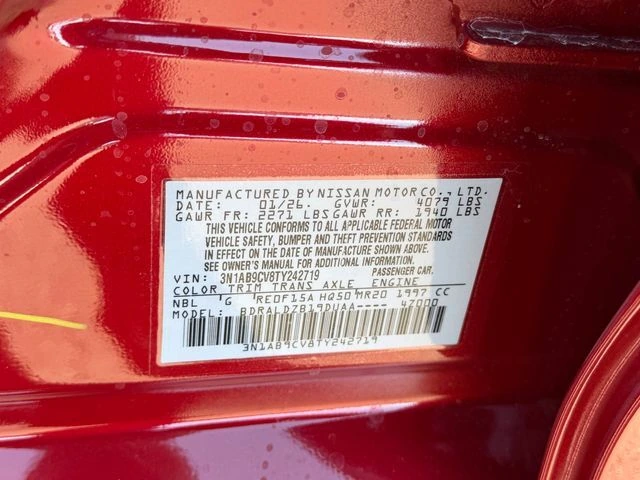 MANUFACTURED BY NISSAN MOTOR CO., LTD.
DATE: 01/26. GVWR: 4079 LBS
GAWR FR: 2271 LBS GAWR RR: 1940 LBS
THIS VEHICLE CONFORMS TO ALL APPLICABLE FEDERAL MOTOR
VEHICLE SAFETY, BUMPER AND THEFT PREVENTION STANDARDS
IN EFFECT ON THE DATE OF MANUFACTURE SHOWN ABOVE.
SEE OWNER'S MANUAL FOR ADDITIONAL INFORMATION.
VIN: 3N1AB9CV8TY242719 PASSENGER CAR.
COLOR TRIM TRANS AXLE ENGINE
NBL G RE0F15A HQ50 MR20 1997 CC
MODEL: BDRALDZB19DUAA---- 47000
3N1AB9CV8TY242719